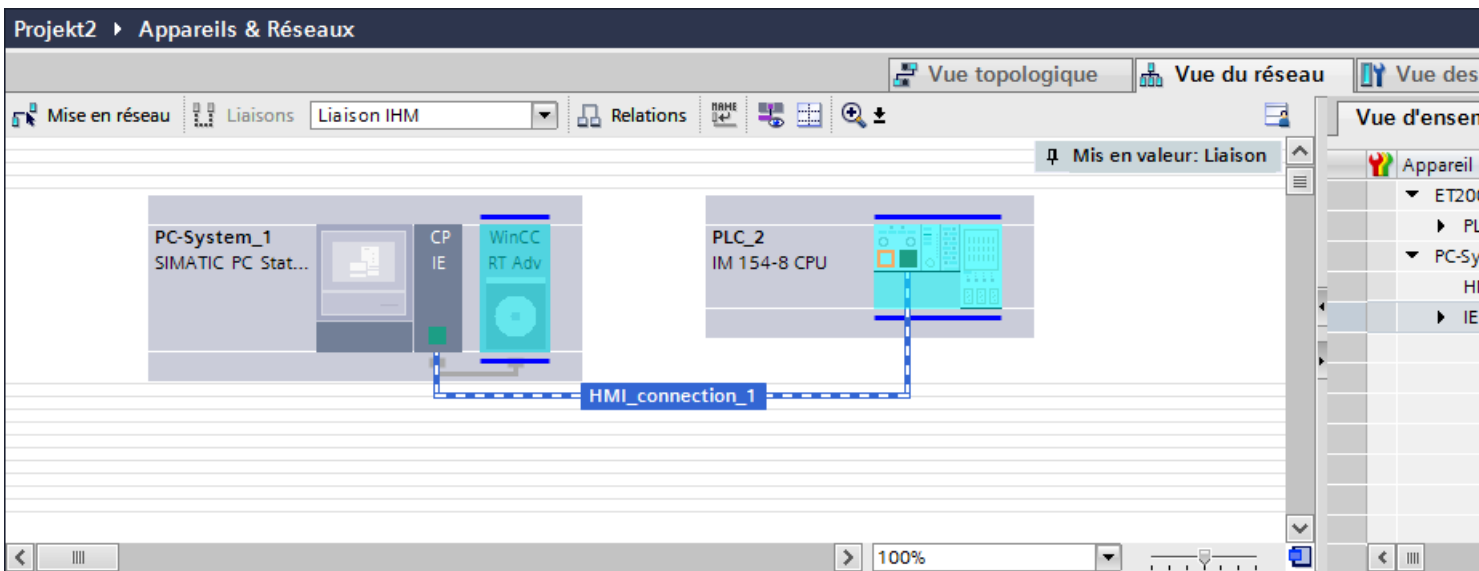 Projekt2 ▸ Appareils & Réseaux
Vue topologique Vue du réseau Vue des
Mise en réseau Liaisons Liaison IHM Relations Vue d'ensem
Mis en valeur: Liaison
Appareil
ET200
PL
PC-Sy
HI
IE
PC-System_1
SIMATIC PC Stat...
CP
IE
WinCC
RT Adv
PLC_2
IM 154-8 CPU
HMI_connection_1
100%